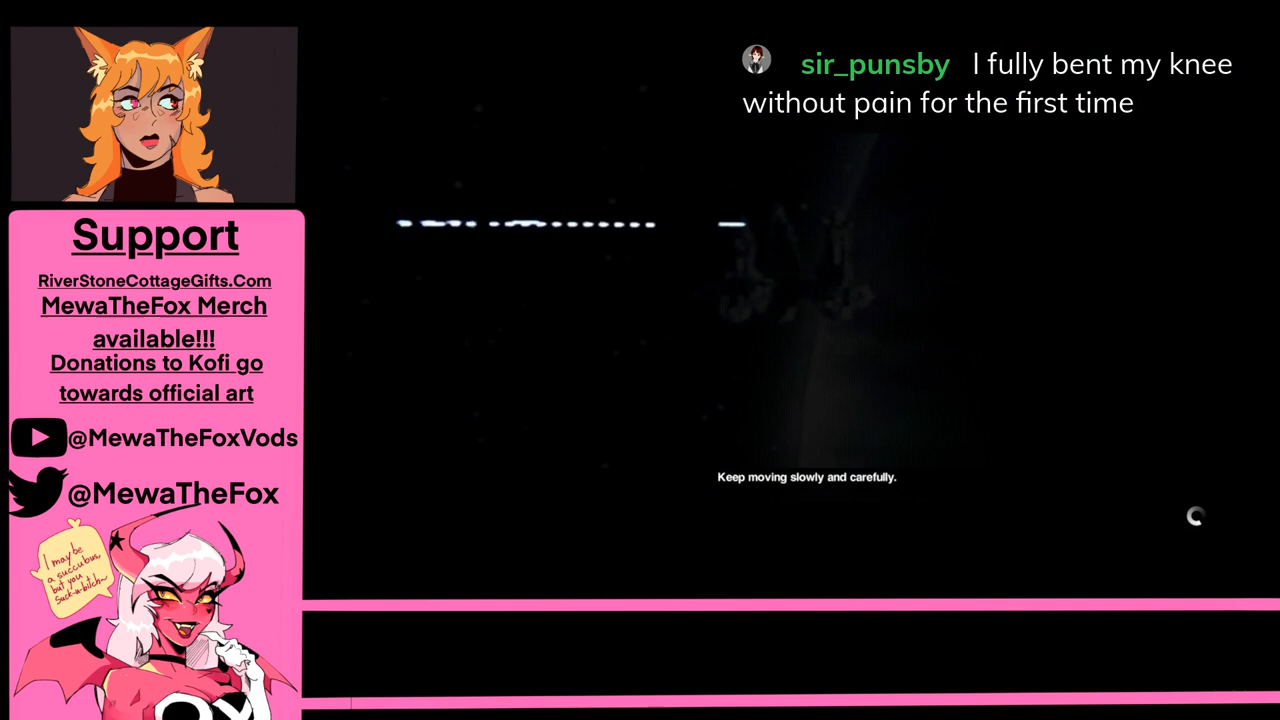 sir_punsby I fully bent my knee
without pain for the first time
Support
RiverStoneCottageGifts.Com
MewaTheFox Merch
available!!!
Donations to Kofi go
towards official art
@MewaTheFoxVods
@MewaTheFox
I may be
a succubus,
but you
suck-a-bitch~
Keep moving slowly and carefully.